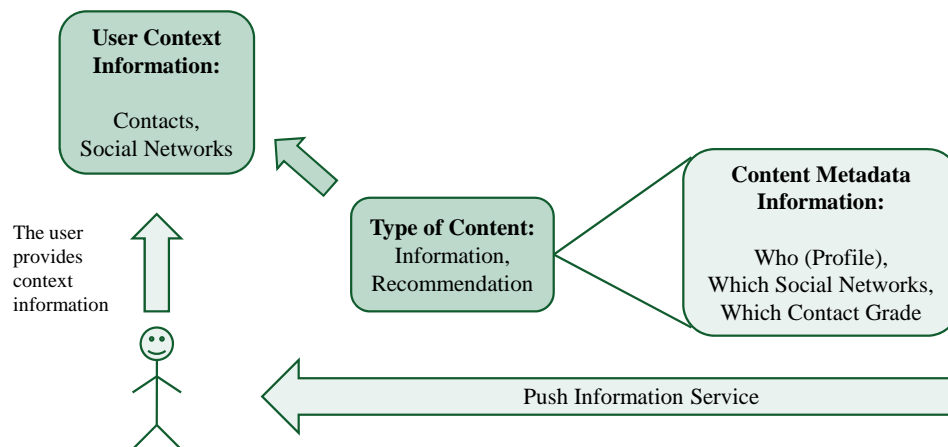 User Context
Information:
Contacts,
Social Networks
Type of Content:
Information,
Recommendation
Content Metadata
Information:
Who (Profile),
Which Social Networks,
Which Contact Grade
The user
provides
context
information
Push Information Service